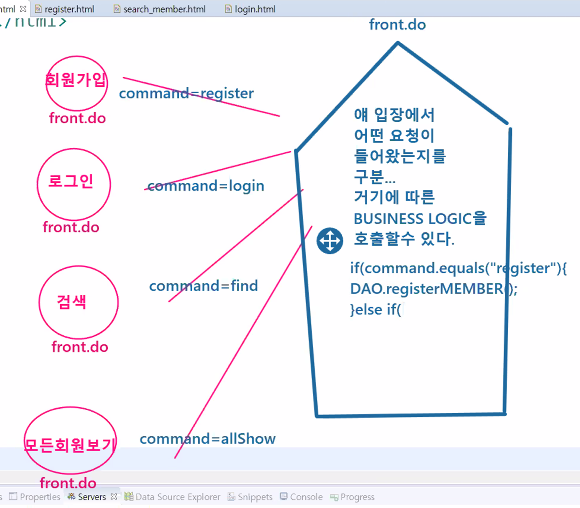 html
register.html
search_member.html
login.html
./html>
front.do
회원가입
front.do
command=register
로그인
front.do
command=login
검색
front.do
command=find
모든회원보기
front.do
command=allShow
얘 입장에서
어떤 요청이
들어왔는지를
구분...
거기에 따른
BUSINESS LOGIC을
호출할수 있다.
if(command.equals("register"){
DAO.registerMEMBER();
}else if(
Properties
Servers
Data Source Explorer
Snippets
Console
Progress